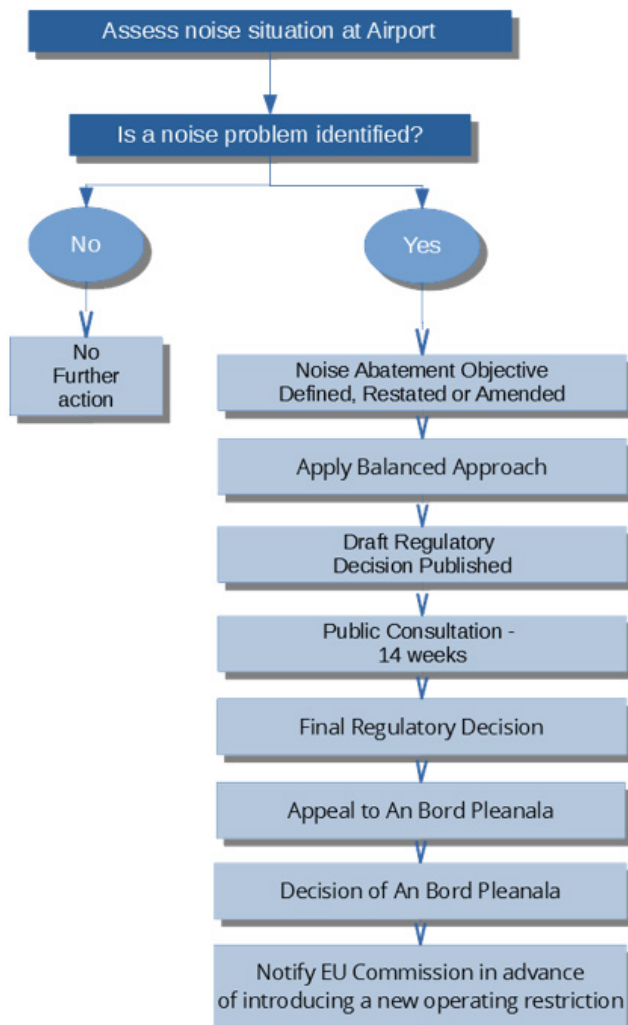 Assess noise situation at Airport
Is a noise problem identified?
No
Yes
No
Further
action
Noise Abatement Objective
Defined, Restated or Amended
Apply Balanced Approach
Draft Regulatory
Decision Published
Public Consultation -
14 weeks
Final Regulatory Decision
Appeal to An Bord Pleanala
Decision of An Bord Pleanala
Notify EU Commission in advance
of introducing a new operating restriction